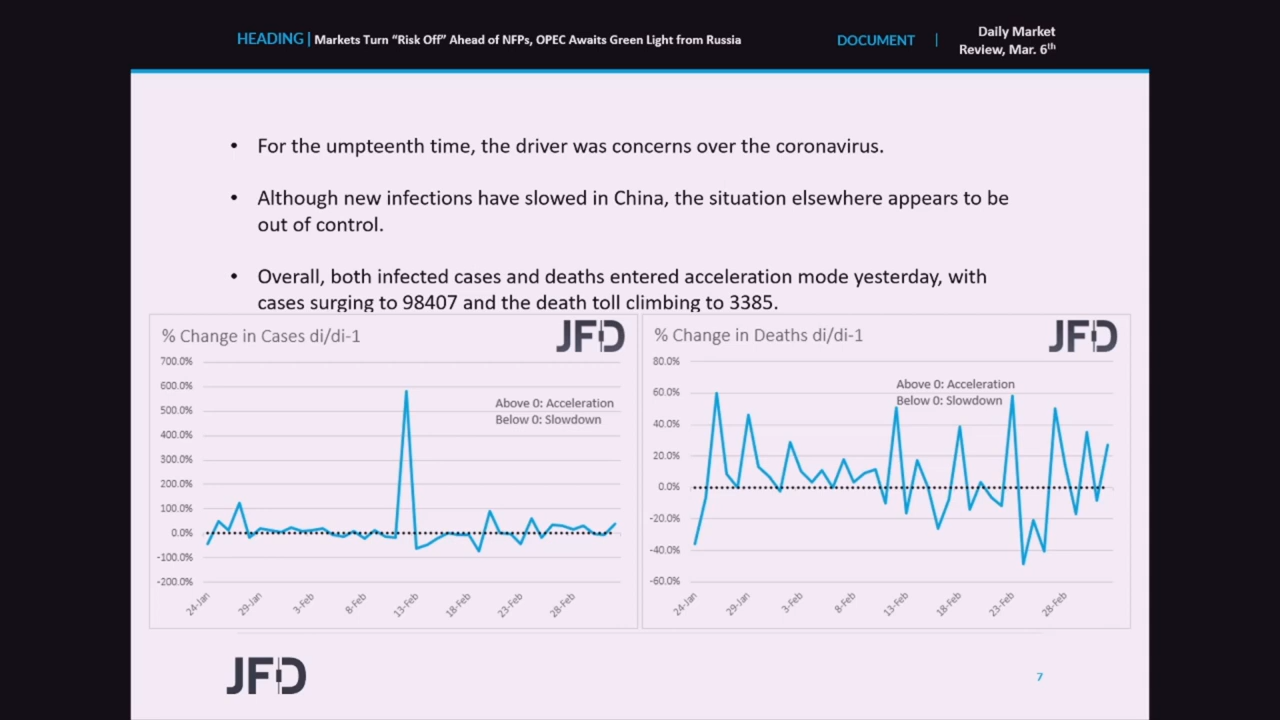 HEADING | Markets Turn “Risk Off” Ahead of NFPs, OPEC Awaits Green Light from Russia
DOCUMENT |
Daily Market
Review, Mar. 6th
• For the umpteenth time, the driver was concerns over the coronavirus.
• Although new infections have slowed in China, the situation elsewhere appears to be
out of control.
• Overall, both infected cases and deaths entered acceleration mode yesterday, with
cases surging to 98407 and the death toll climbing to 3385.
% Change in Cases di/di-1
JFD
700.0%
600.0%
500.0%
400.0%
300.0%
200.0%
100.0%
0.0%
-100.0%
-200.0%
Above 0: Acceleration
Below 0: Slowdown
24-Jan
29-Jan
3-Feb
8-Feb
13-Feb
18-Feb
23-Feb
28-Feb
% Change in Deaths di/di-1
JFD
80.0%
60.0%
40.0%
20.0%
0.0%
-20.0%
-40.0%
-60.0%
Above 0: Acceleration
Below 0: Slowdown
24-Jan
29-Jan
3-Feb
8-Feb
13-Feb
18-Feb
23-Feb
28-Feb
JFD
7